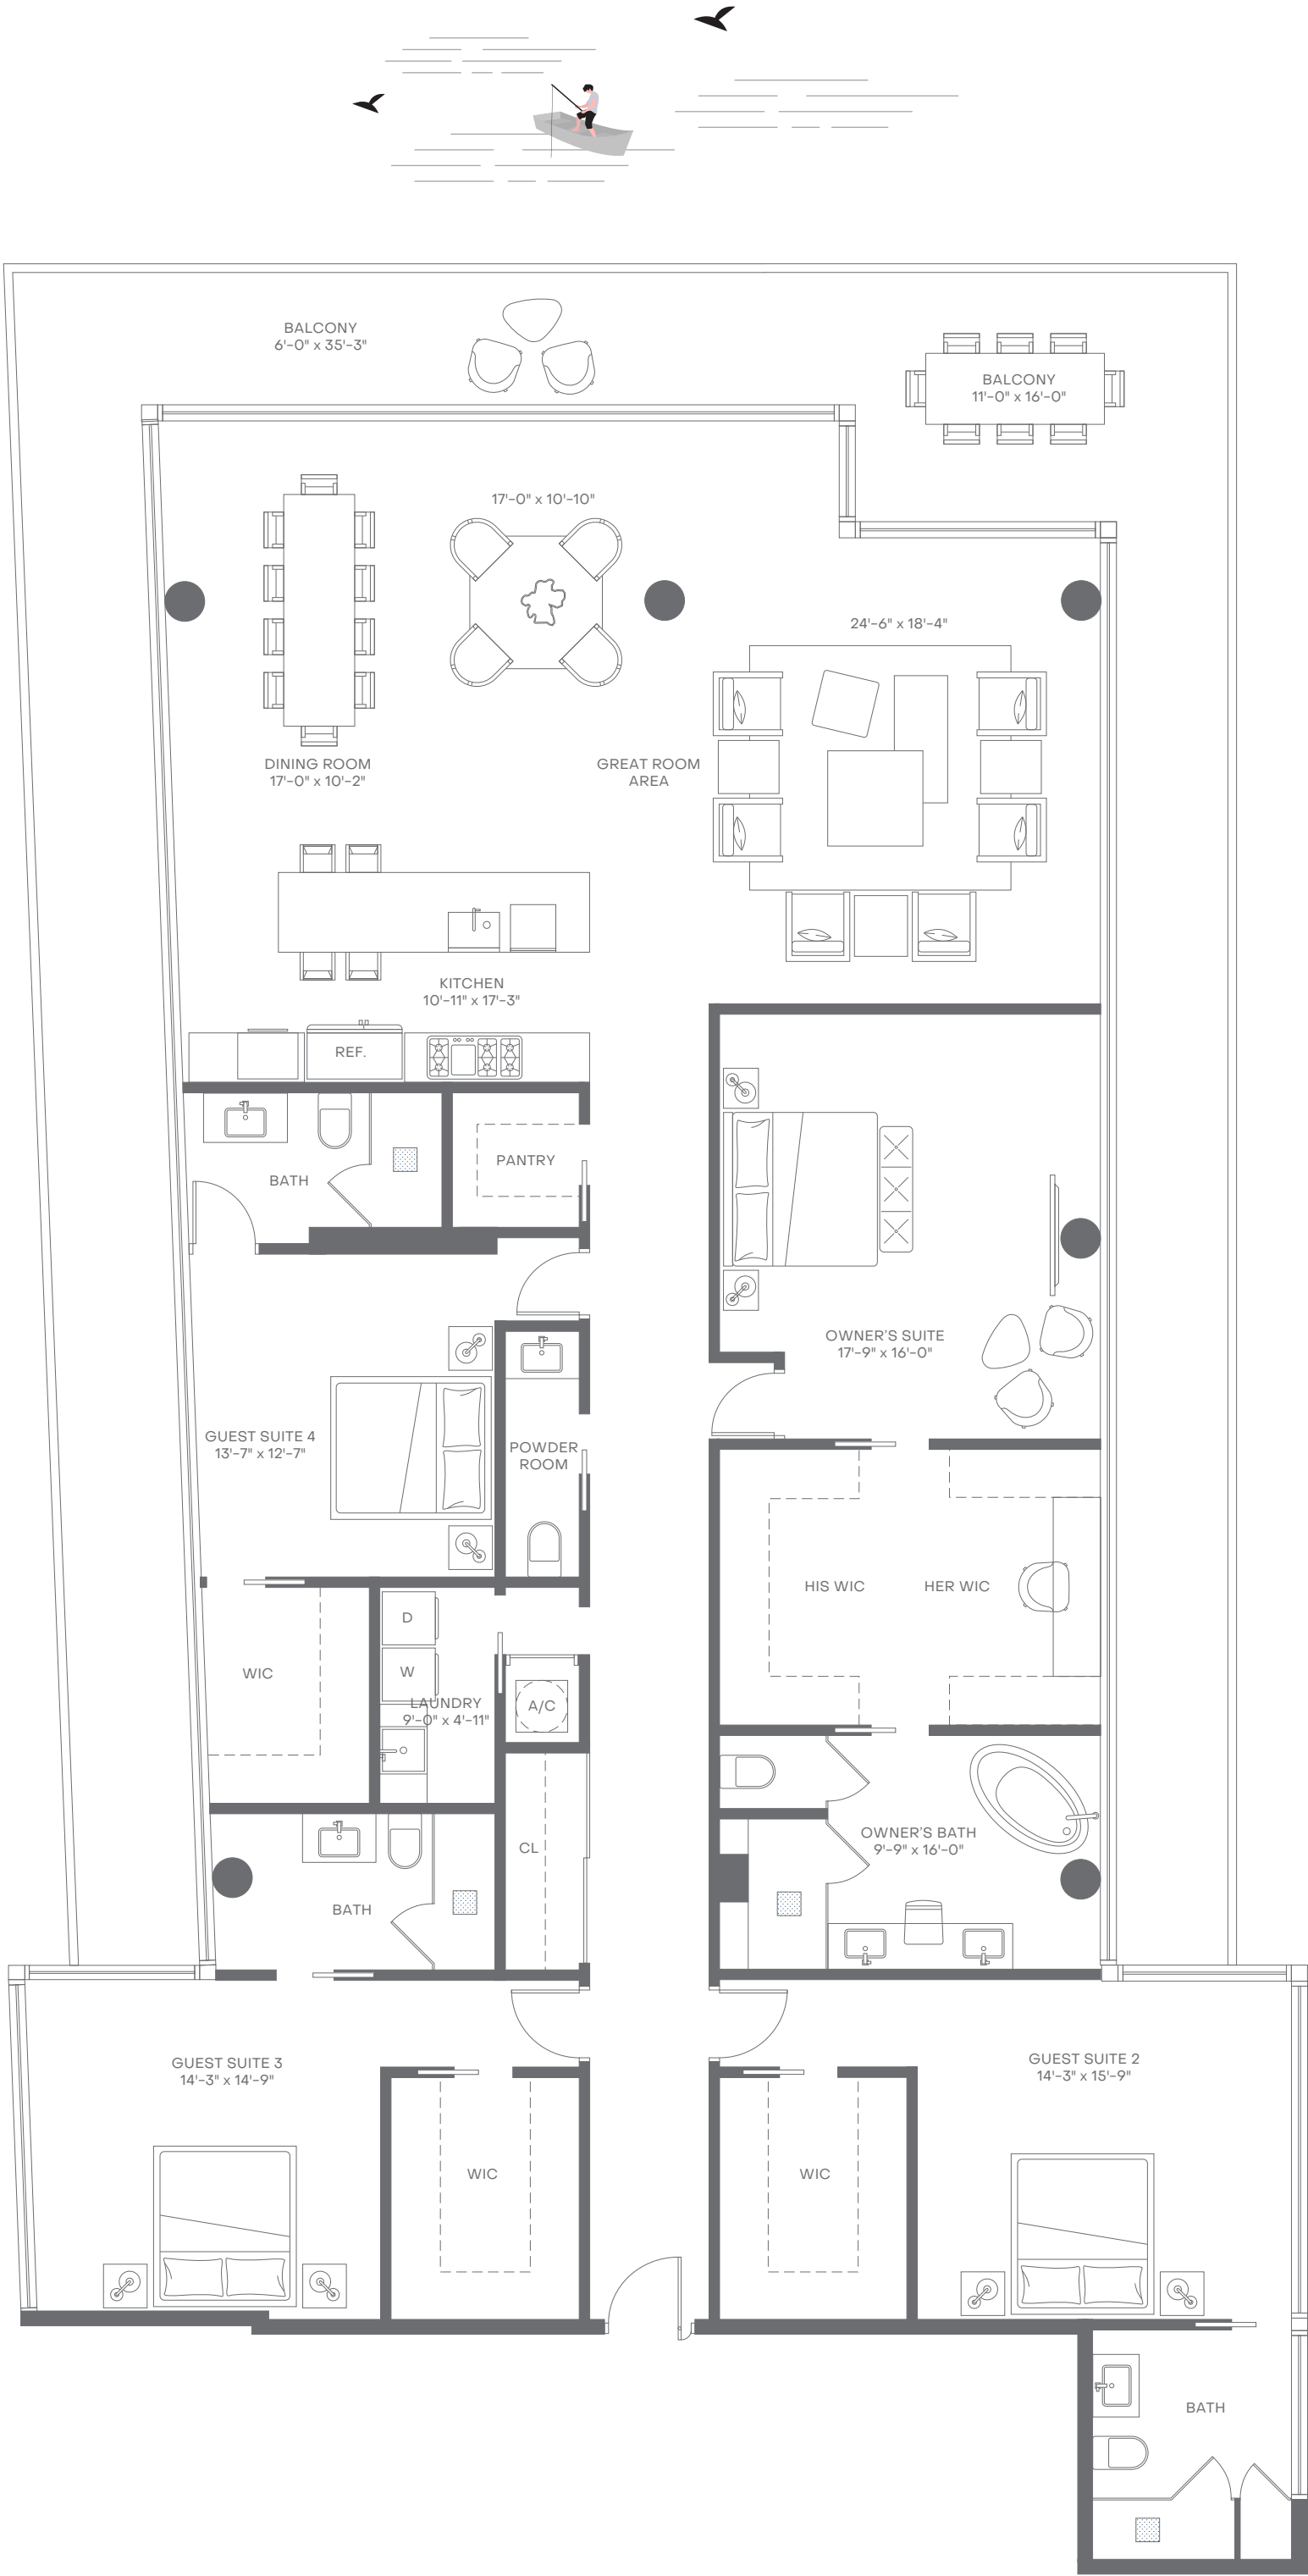 BALCONY
6'-0" x 35'-3"
BALCONY
11'-0" x 16'-0"
17'-0" x 10'-10"
24'-6" x 18'-4"
DINING ROOM
17'-0" x 10'-2"
GREAT ROOM
AREA
KITCHEN
10'-11" x 17'-3"
REF.
BATH
PANTRY
OWNER'S SUITE
17'-9" x 16'-0"
GUEST SUITE 4
13'-7" x 12'-7"
POWDER
ROOM
HIS WIC
HER WIC
D
W
WIC
LAUNDRY
9'-0" x 4'-11"
A/C
CL
OWNER'S BATH
9'-9" x 16'-0"
BATH
GUEST SUITE 3
14'-3" x 14'-9"
GUEST SUITE 2
14'-3" x 15'-9"
WIC
WIC
BATH